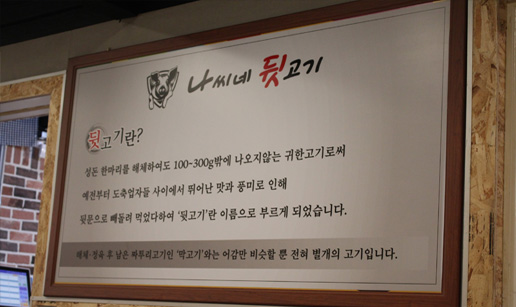 나씨네 뒷고기
뒷고기란?
성돈 한마리를 해체하여도 100~300g밖에 나오지않는 귀한고기로써
예전부터 도축업자들 사이에서 뛰어난 맛과 풍미로 인해
뒷문으로 빼돌려 먹었다하여 '뒷고기'란 이름으로 부르게 되었습니다.
해체·정육 후 남은 짜투리고기인 '막고기'와는 어감만 비슷할 뿐 전혀 별개의 고기입니다.